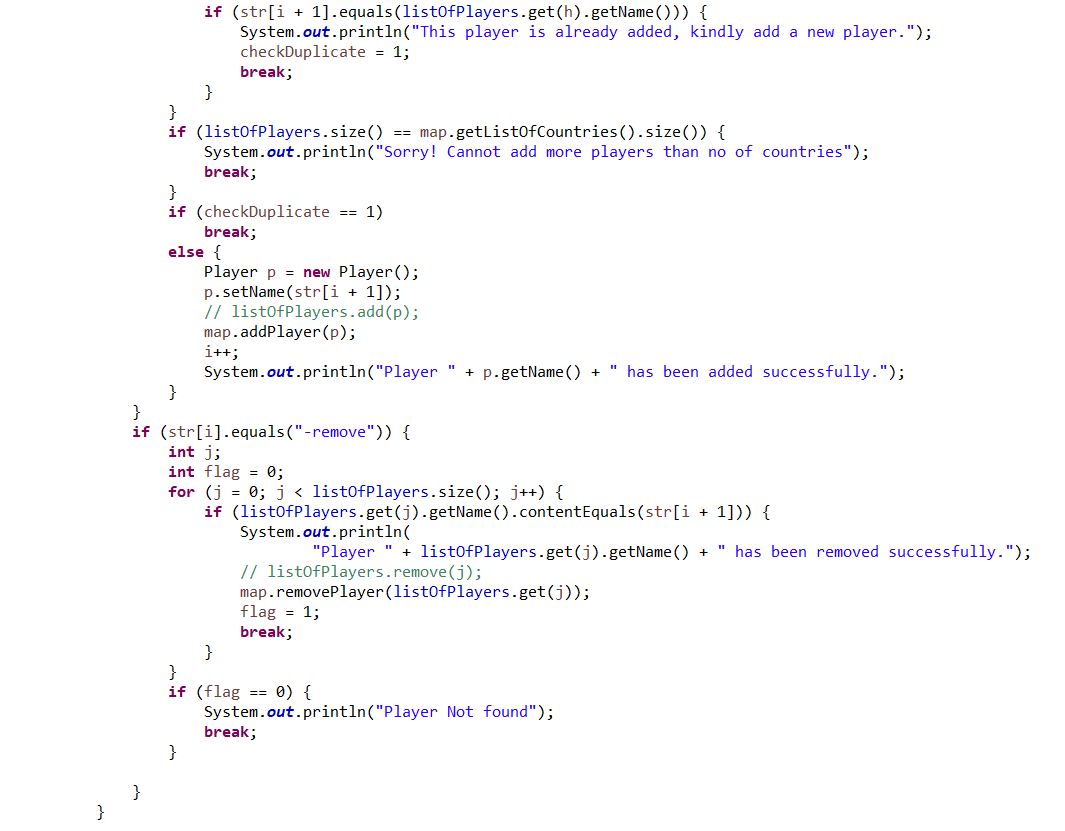 if (str[i + 1].equals(listOfPlayers.get(h).getName())) {
System.out.println("This player is already added, kindly add a new player.");
checkDuplicate = 1;
break;
}
}
if (listOfPlayers.size() == map.getListOfCountries().size()) {
System.out.println("Sorry! Cannot add more players than no of countries");
break;
}
if (checkDuplicate == 1)
break;
else {
Player p = new Player();
p.setName(str[i + 1]);
// listOfPlayers.add(p);
map.addPlayer(p);
i++;
System.out.println("Player " + p.getName() + " has been added successfully.");
}
}
if (str[i].equals("-remove")) {
int j;
int flag = 0;
for (j = 0; j < listOfPlayers.size(); j++) {
if (listOfPlayers.get(j).getName().contentEquals(str[i + 1])) {
System.out.println(
"Player " + listOfPlayers.get(j).getName() + " has been removed successfully.");
// listOfPlayers.remove(j);
map.removePlayer(listOfPlayers.get(j));
flag = 1;
break;
}
}
if (flag == 0) {
System.out.println("Player Not found");
break;
}
}
}